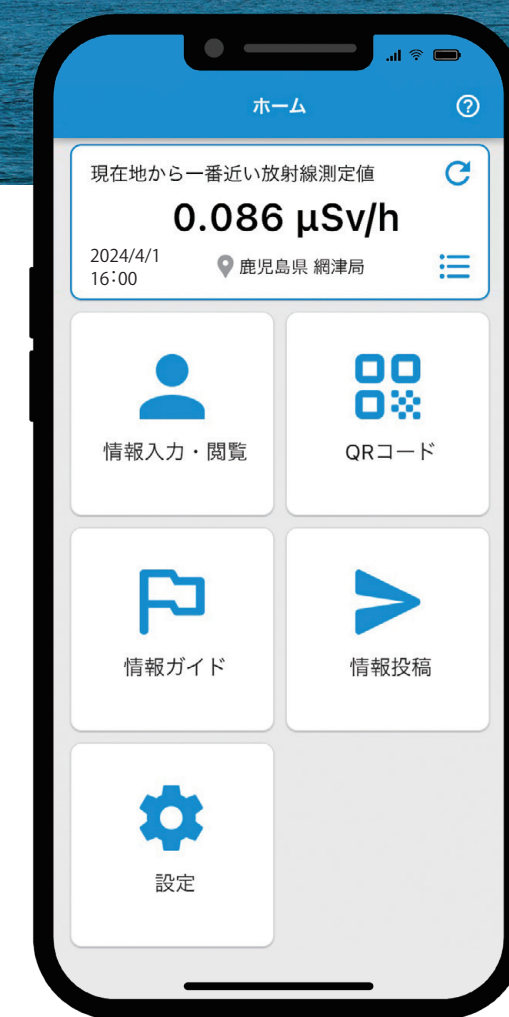 ホーム
現在地から一番近い放射線測定値
0.086 μSv/h
2024/4/1
16:00
鹿児島県 網津局
情報入力・閲覧
QRコード
情報ガイド
情報投稿
設定